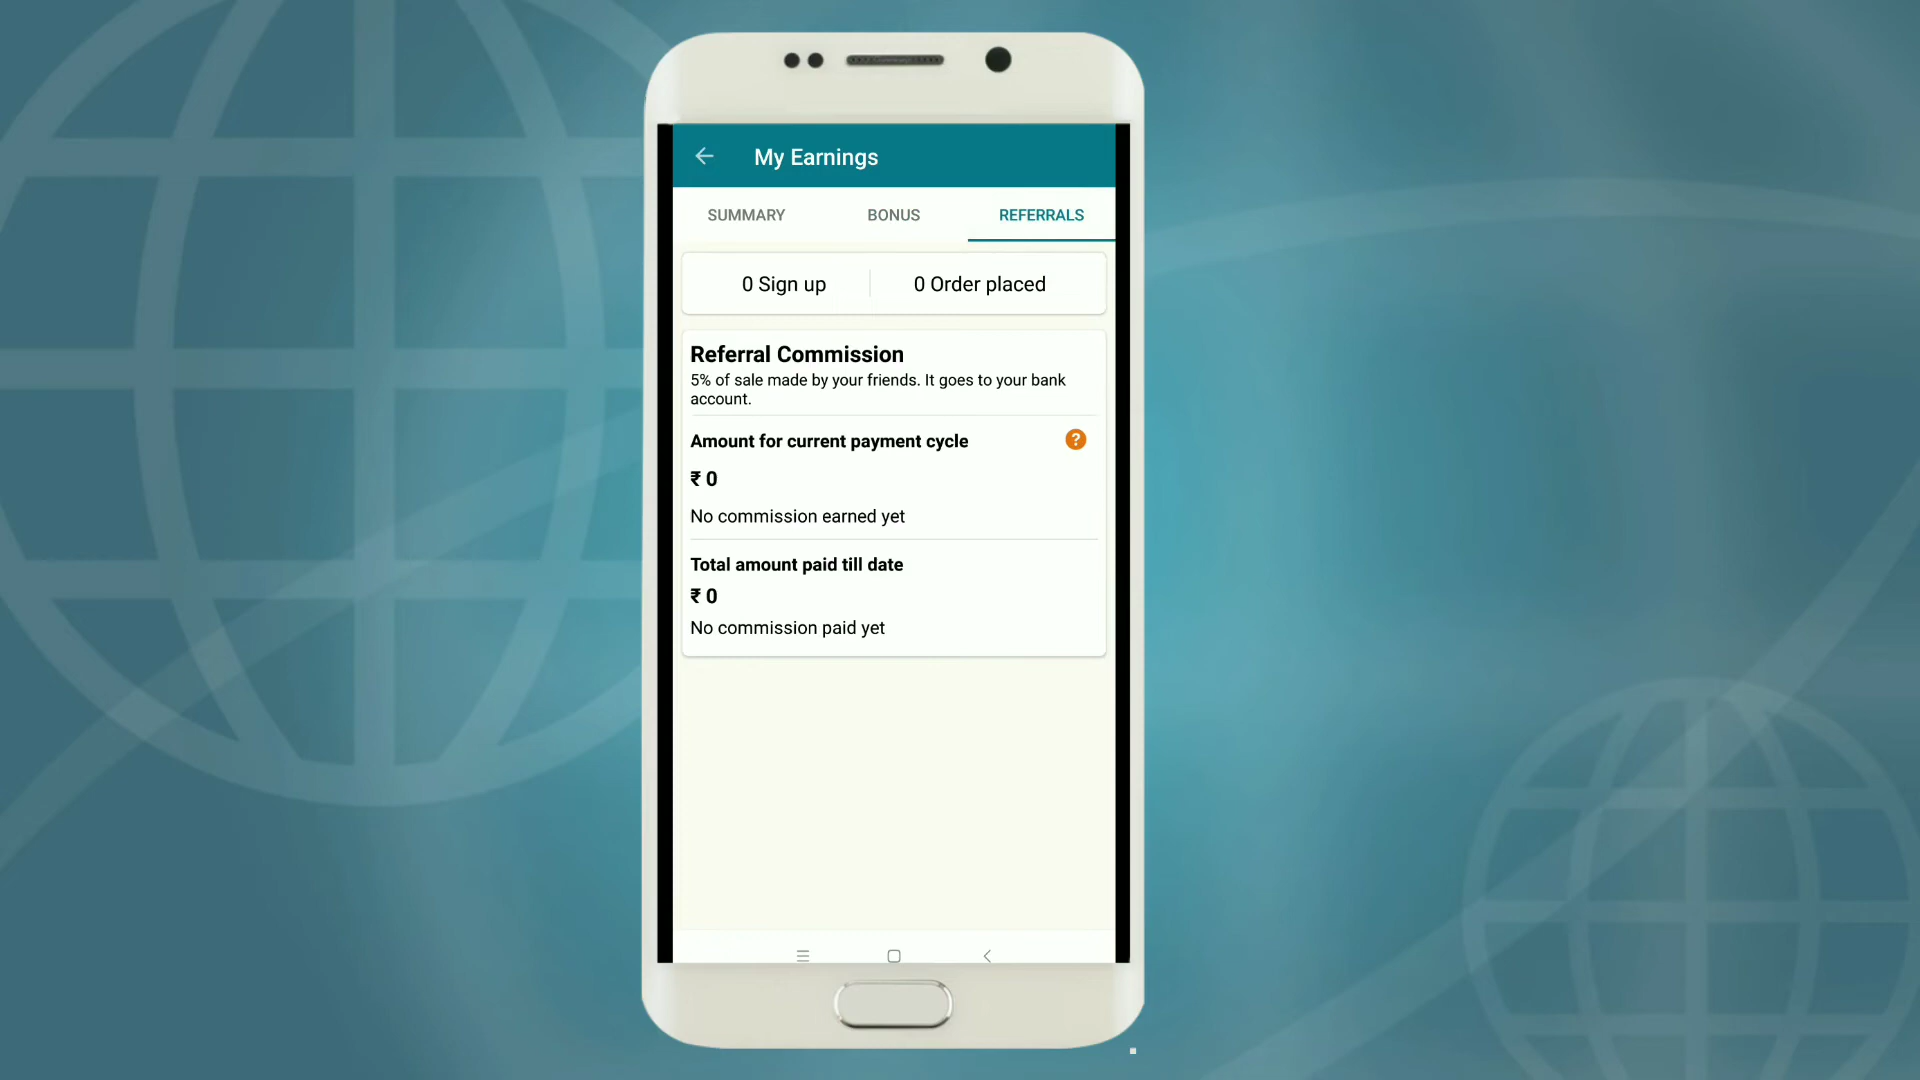 My Earnings
SUMMARY BONUS REFERRALS
0 Sign up 0 Order placed
Referral Commission
5% of sale made by your friends. It goes to your bank
account.
Amount for current payment cycle ?
₹ 0
No commission earned yet
Total amount paid till date
₹ 0
No commission paid yet